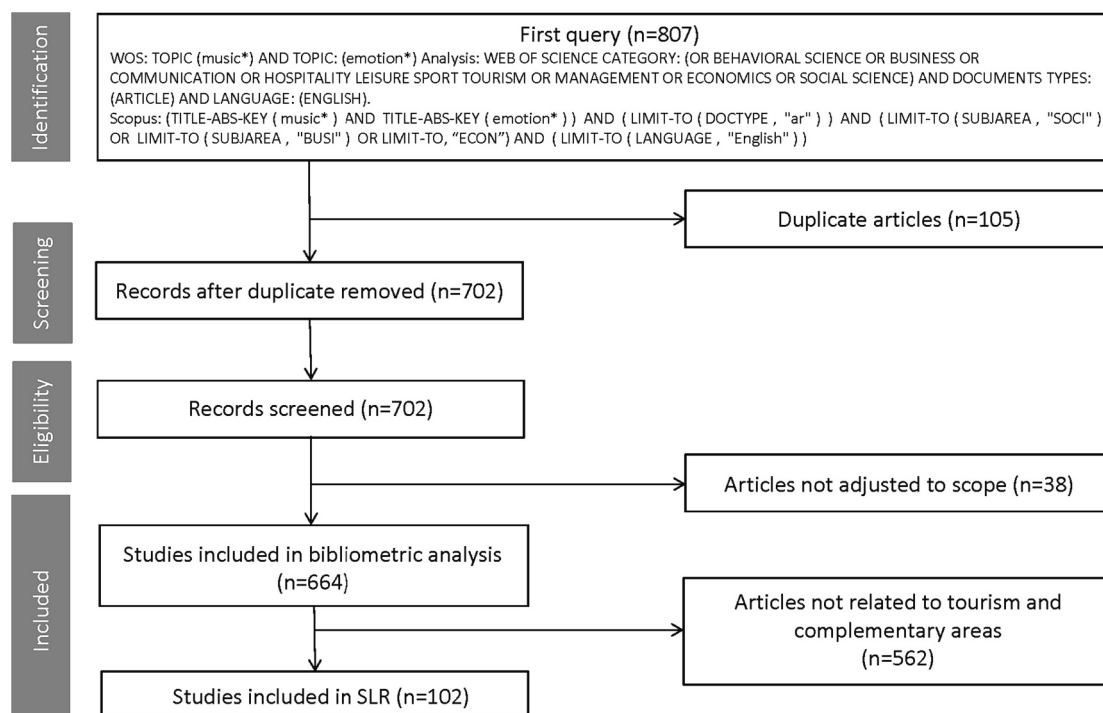 Identification
First query (n=807)
WOS: TOPIC (music*) AND TOPIC: (emotion*) Analysis: WEB OF SCIENCE CATEGORY: (OR BEHAVIORAL SCIENCE OR BUSINESS OR
COMMUNICATION OR HOSPITALITY LEISURE SPORT TOURISM OR MANAGEMENT OR ECONOMICS OR SOCIAL SCIENCE) AND DOCUMENTS TYPES:
(ARTICLE) AND LANGUAGE: (ENGLISH).
Scopus: (TITLE-ABS-KEY ( music* ) AND TITLE-ABS-KEY ( emotion* ) ) AND ( LIMIT-TO ( DOCTYPE , "ar" ) ) AND ( LIMIT-TO ( SUBJAREA , "SOCI" )
OR LIMIT-TO ( SUBJAREA , "BUSI" ) OR LIMIT-TO, “ECON”) AND ( LIMIT-TO ( LANGUAGE , "English" ) )
Duplicate articles (n=105)
Screening
Records after duplicate removed (n=702)
Eligibility
Records screened (n=702)
Articles not adjusted to scope (n=38)
Included
Studies included in bibliometric analysis
(n=664)
Articles not related to tourism and
complementary areas
(n=562)
Studies included in SLR (n=102)